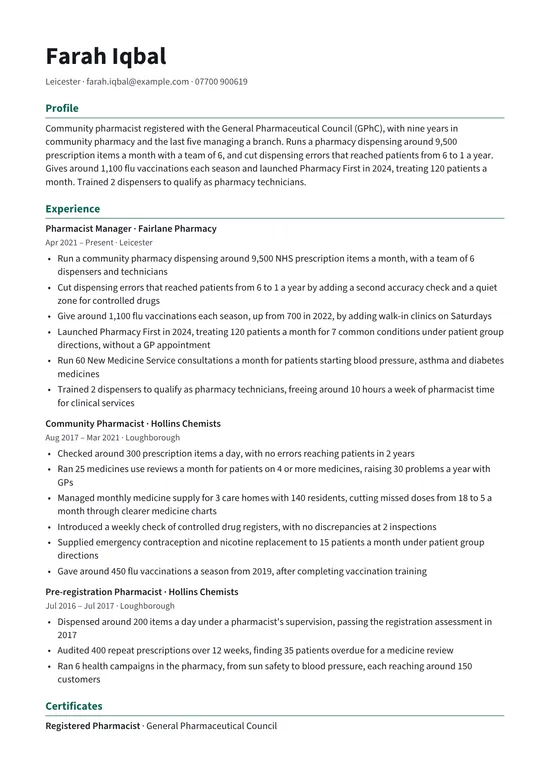 Farah Iqbal
Leicester · farah.iqbal@example.com · 07700 900619
Profile
Community pharmacist registered with the General Pharmaceutical Council (GPhC), with nine years in
community pharmacy and the last five managing a branch. Runs a pharmacy dispensing around 9,500
prescription items a month with a team of 6, and cut dispensing errors that reached patients from 6 to 1 a year.
Gives around 1,100 flu vaccinations each season and launched Pharmacy First in 2024, treating 120 patients a
month. Trained 2 dispensers to qualify as pharmacy technicians.
Experience
Pharmacist Manager · Fairlane Pharmacy
Apr 2021 – Present · Leicester
• Run a community pharmacy dispensing around 9,500 NHS prescription items a month, with a team of 6
dispensers and technicians
• Cut dispensing errors that reached patients from 6 to 1 a year by adding a second accuracy check and a quiet
zone for controlled drugs
• Give around 1,100 flu vaccinations each season, up from 700 in 2022, by adding walk-in clinics on Saturdays
• Launched Pharmacy First in 2024, treating 120 patients a month for 7 common conditions under patient group
directions, without a GP appointment
• Run 60 New Medicine Service consultations a month for patients starting blood pressure, asthma and diabetes
medicines
• Trained 2 dispensers to qualify as pharmacy technicians, freeing around 10 hours a week of pharmacist time
for clinical services
Community Pharmacist · Hollins Chemists
Aug 2017 – Mar 2021 · Loughborough
• Checked around 300 prescription items a day, with no errors reaching patients in 2 years
• Ran 25 medicines use reviews a month for patients on 4 or more medicines, raising 30 problems a year with
GPs
• Managed monthly medicine supply for 3 care homes with 140 residents, cutting missed doses from 18 to 5 a
month through clearer medicine charts
• Introduced a weekly check of controlled drug registers, with no discrepancies at 2 inspections
• Supplied emergency contraception and nicotine replacement to 15 patients a month under patient group
directions
• Gave around 450 flu vaccinations a season from 2019, after completing vaccination training
Pre-registration Pharmacist · Hollins Chemists
Jul 2016 – Jul 2017 · Loughborough
• Dispensed around 200 items a day under a pharmacist's supervision, passing the registration assessment in
2017
• Audited 400 repeat prescriptions over 12 weeks, finding 35 patients overdue for a medicine review
• Ran 6 health campaigns in the pharmacy, from sun safety to blood pressure, each reaching around 150
customers
Certificates
Registered Pharmacist · General Pharmaceutical Council